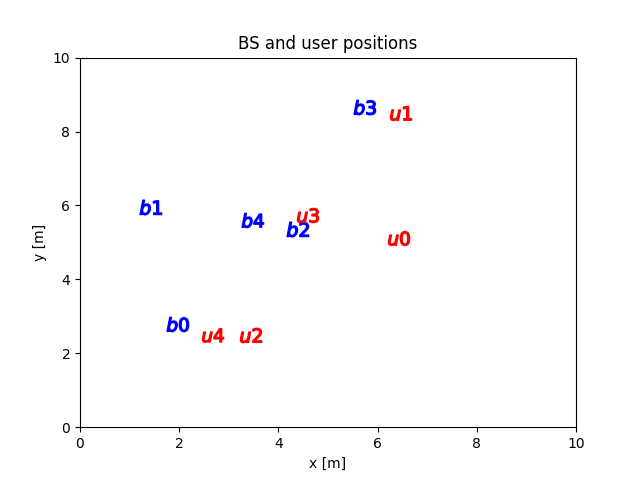 BS and user positions
10
8
6
4
2
0
y [m]
b3
u1
b1
u3
b4
b2
u0
b0
u4
u2
0 2 4 6 8 10
x [m]